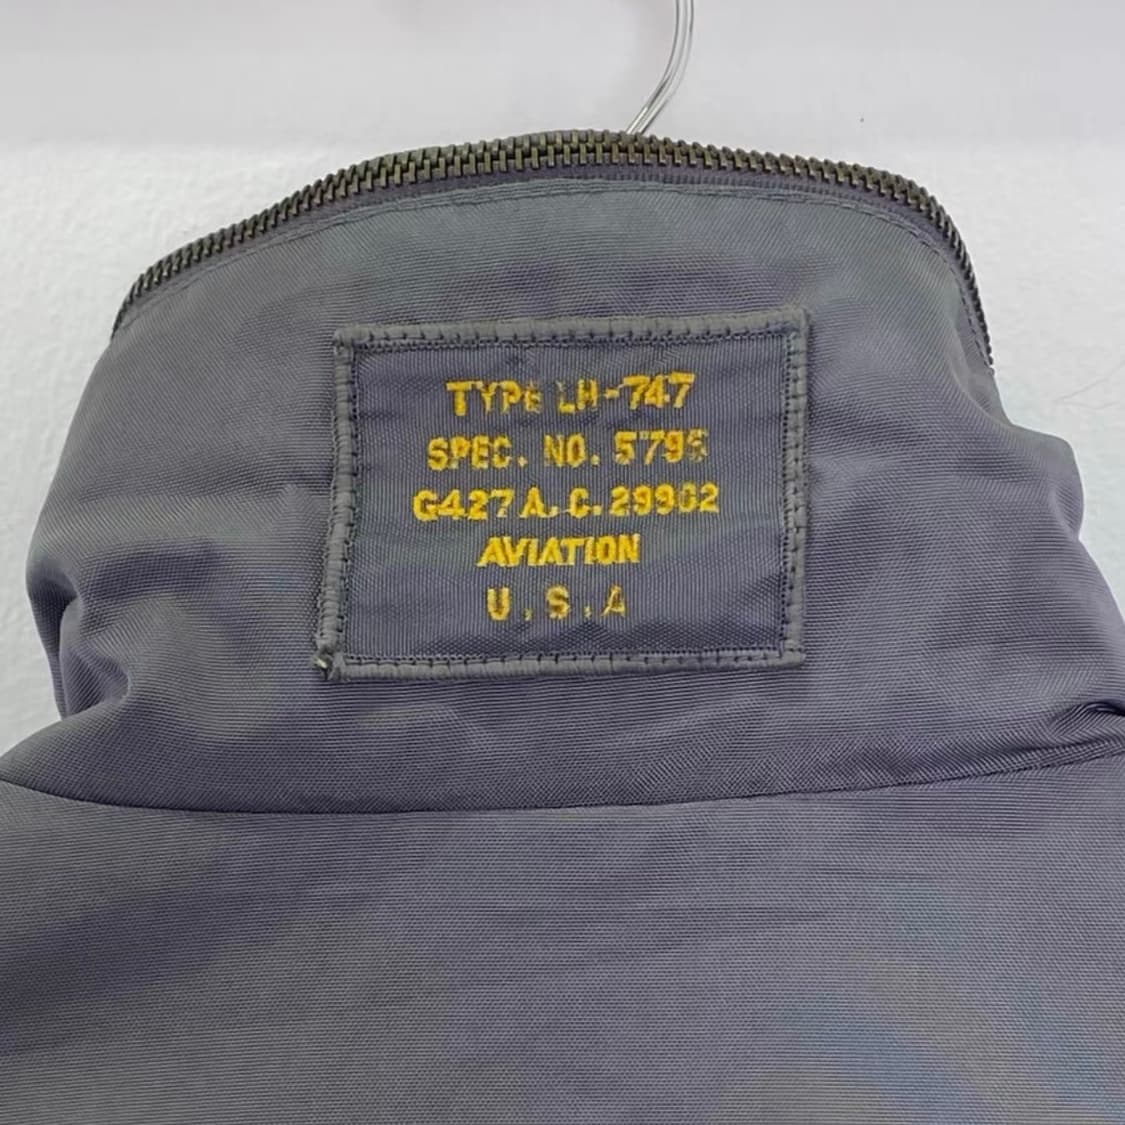 TYPE LH-747
SPEC. NO. 5795
G427 A.C. 29902
AVIATION
U.S.A